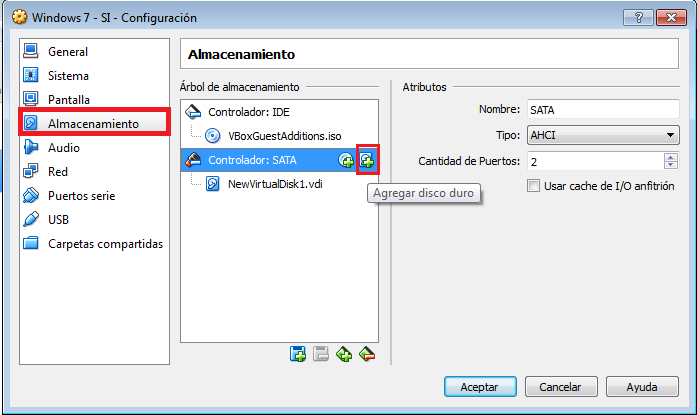 Windows 7 - SI - Configuración
General
Sistema
Pantalla
Almacenamiento
Audio
Red
Puertos serie
USB
Carpetas compartidas
Almacenamiento
Árbol de almacenamiento
Controlador: IDE
VBoxGuestAdditions.iso
Controlador: SATA
NewVirtualDisk1.vdi
Agregar disco duro
Atributos
Nombre: SATA
Tipo: AHCI
Cantidad de Puertos: 2
Usar cache de I/O anfitrión
Aceptar
Cancelar
Ayuda